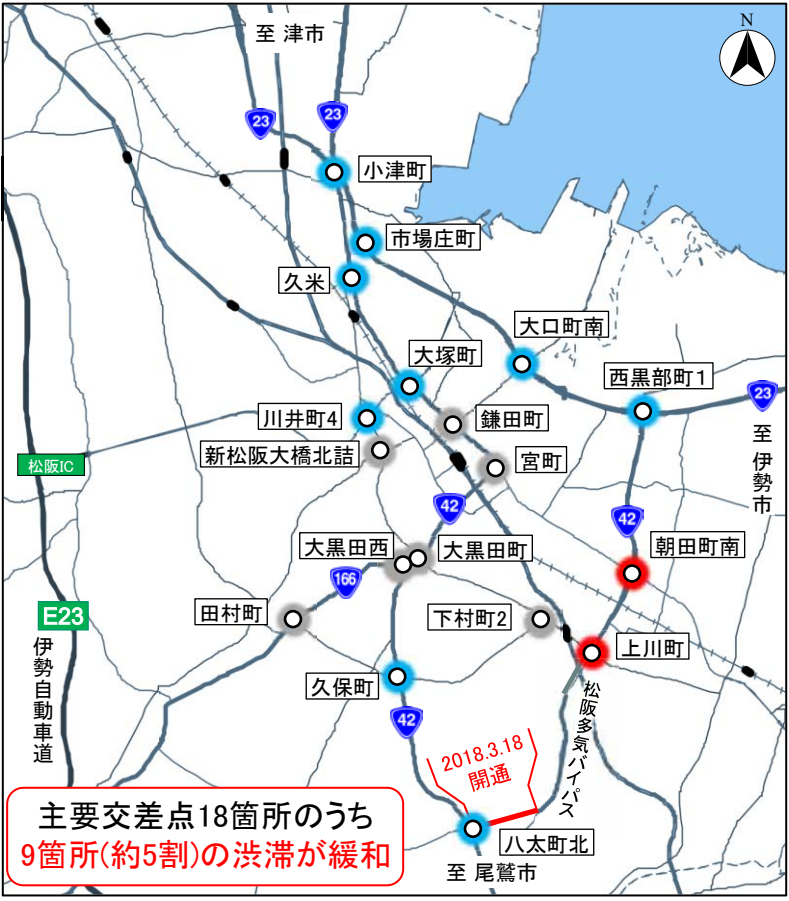 至 津市
N
23
23
小津町
市場庄町
久米
大口町南
大塚町
西黒部町1
23
川井町4
鎌田町
新松阪大橋北詰
宮町
松阪IC
至 伊勢市
42
42
大黒田西
大黒田町
朝田町南
166
田村町
下村町2
E23
上川町
伊勢自動車道
久保町
松阪多気バイパス
42
2018.3.18
開通
主要交差点18箇所のうち
9箇所(約5割)の渋滞が緩和
八太町北
至 尾鷲市